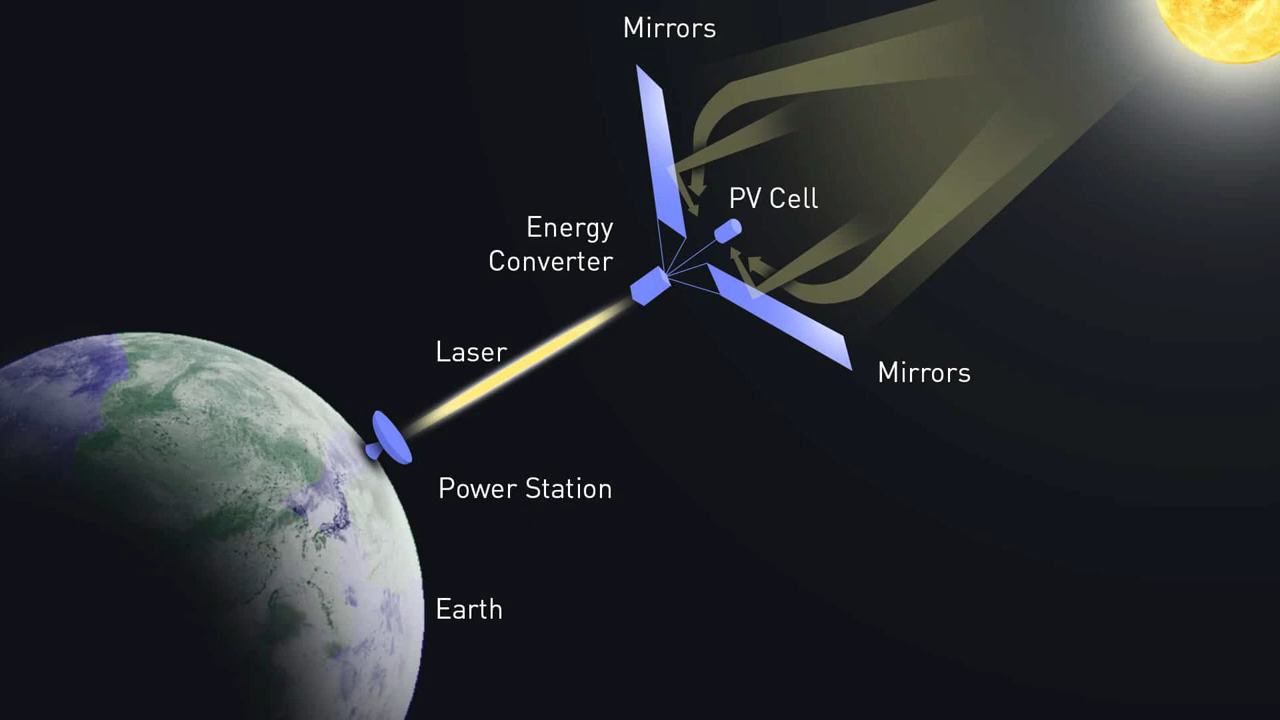 Mirrors
PV Cell
Energy
Converter
Laser
Mirrors
Power Station
Earth